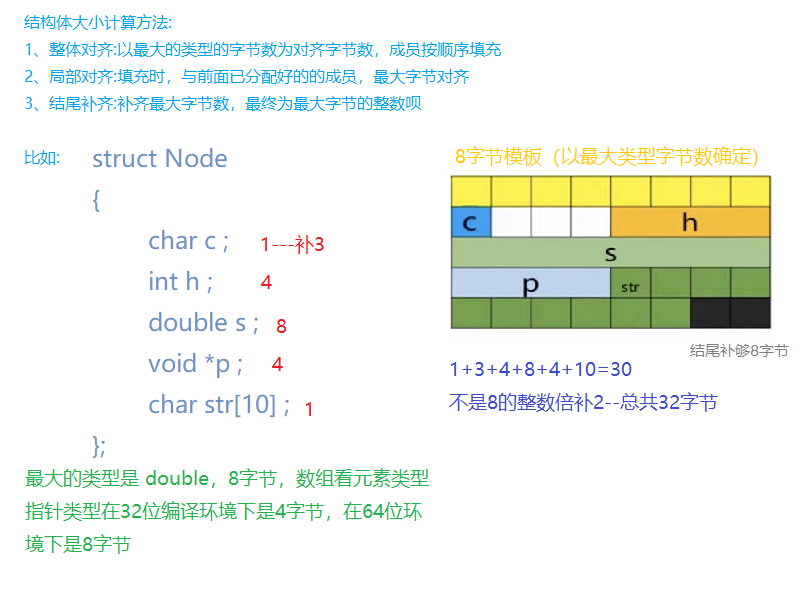 结构体大小计算方法:
1、整体对齐:以最大的类型的字节数为对齐字节数，成员按顺序填充
2、局部对齐:填充时，与前面已分配好的的成员，最大字节对齐
3、结尾补齐:补齐最大字节数，最终为最大字节的整数呗
比如:
struct Node
{
char c ; 1---补3
int h ; 4
double s ; 8
void *p ; 4
char str[10] ; 1
};
最大的类型是 double，8字节，数组看元素类型
指针类型在32位编译环境下是4字节，在64位环
境下是8字节
8字节模板（以最大类型字节数确定）
c h
s
p str
结尾补够8字节
1+3+4+8+4+10=30
不是8的整数倍补2--总共32字节